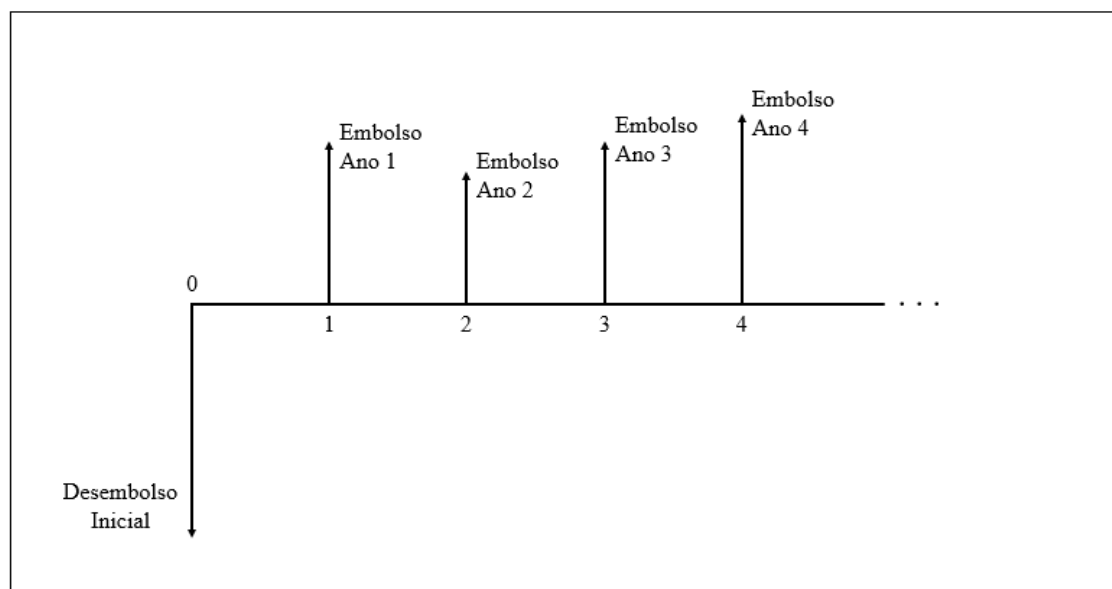 Embolso
Ano 1
Embolso
Ano 2
Embolso
Ano 3
Embolso
Ano 4
0
1
2
3
4
. . .
Desembolso
Inicial